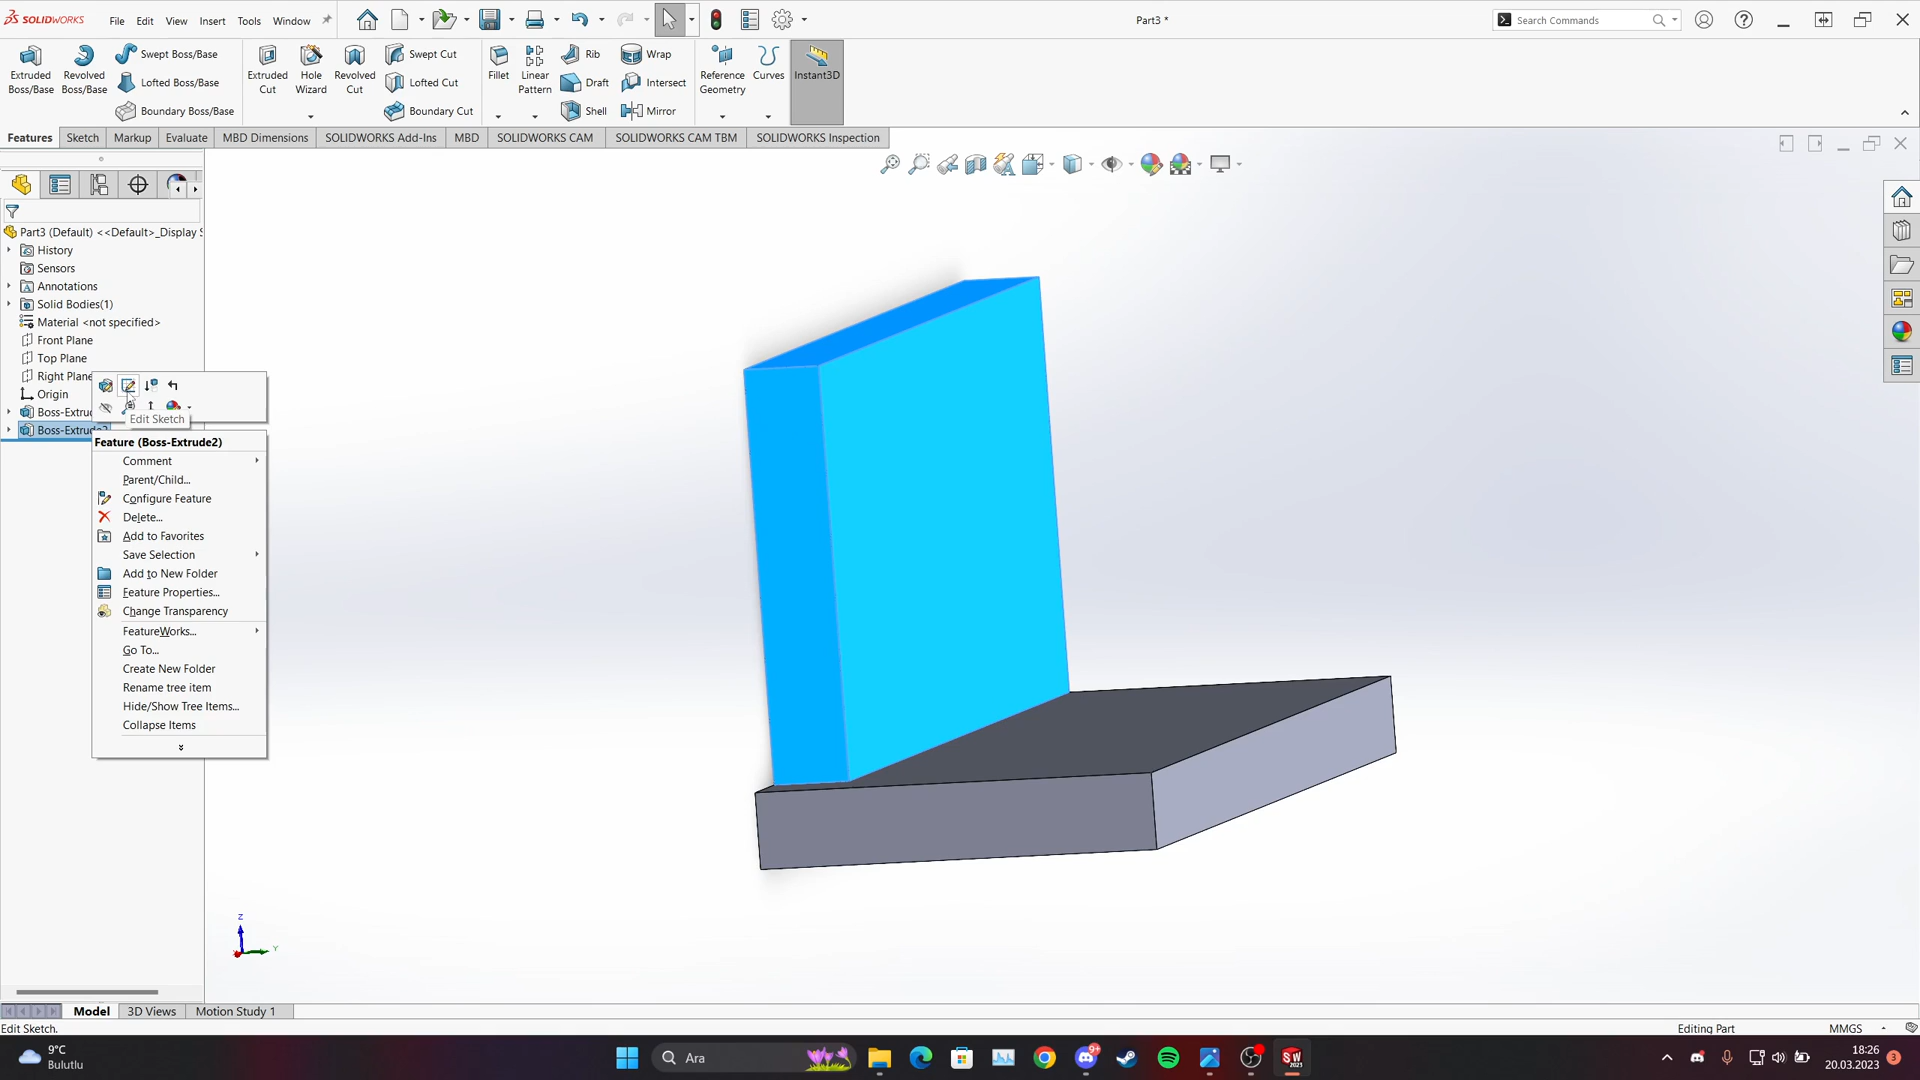 SOLIDWORKS File Edit View Insert Tools Window
Part3 *
Search Commands
Extruded Boss/Base
Revolved Boss/Base
Swept Boss/Base
Lofted Boss/Base
Boundary Boss/Base
Extruded Cut
Hole Wizard
Revolved Cut
Swept Cut
Lofted Cut
Boundary Cut
Fillet
Linear Pattern
Rib
Draft
Shell
Wrap
Intersect
Mirror
Reference Geometry
Curves
Instant3D
Features Sketch Markup Evaluate MBD Dimensions SOLIDWORKS Add-Ins MBD SOLIDWORKS CAM SOLIDWORKS CAM TBM SOLIDWORKS Inspection
Part3 (Default) <<Default>_Display S
History
Sensors
Annotations
Solid Bodies(1)
Material <not specified>
Front Plane
Top Plane
Right Plane
Origin
Boss-Extru
Boss-Extrude2
Edit Sketch
Feature (Boss-Extrude2)
Comment
Parent/Child...
Configure Feature
Delete...
Add to Favorites
Save Selection
Add to New Folder
Feature Properties...
Change Transparency
FeatureWorks...
Go To...
Create New Folder
Rename tree item
Hide/Show Tree Items...
Collapse Items
Z
Y
Model 3D Views Motion Study 1
Edit Sketch.
Editing Part
MMGS
9°C
Bulutlu
Ara
9+
SW
2023
18:26
20.03.2023
3